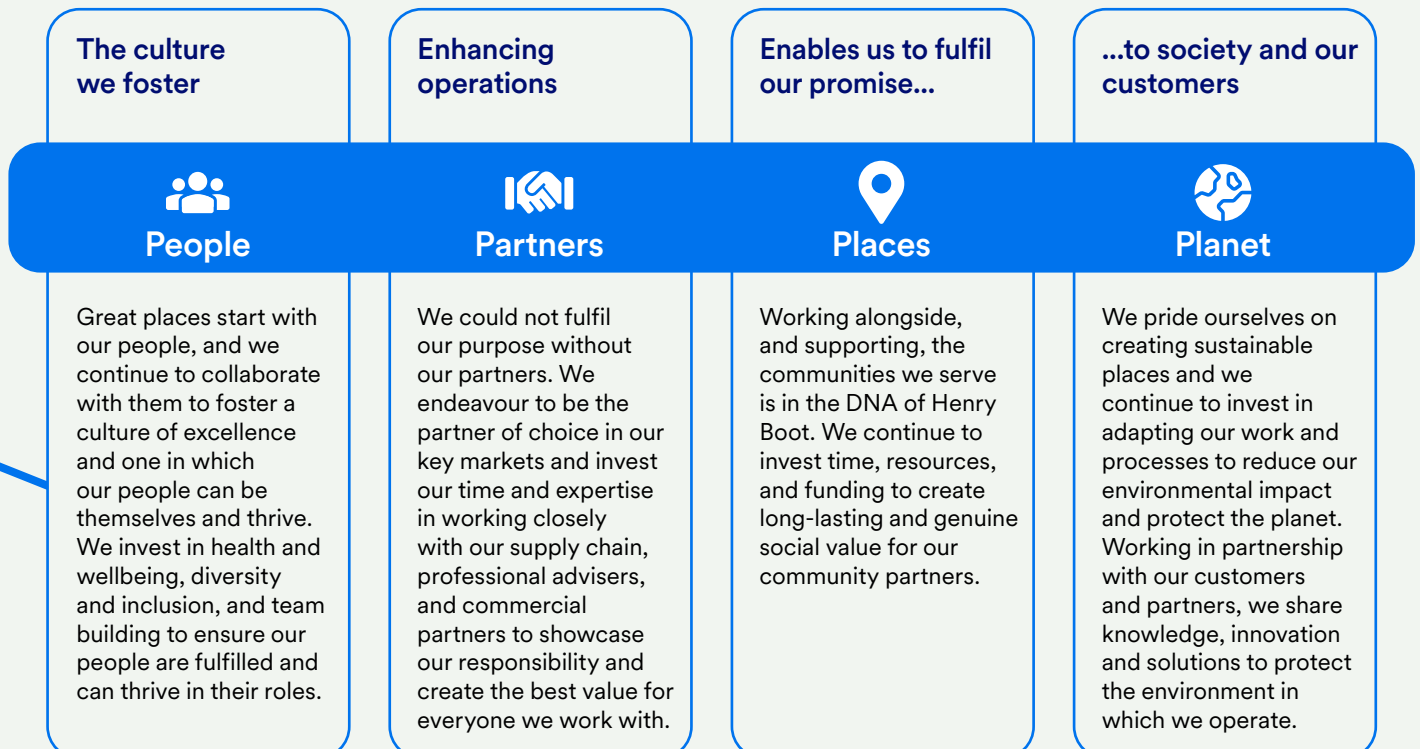 The culture
we foster
People
Great places start with
our people, and we
continue to collaborate
with them to foster a
culture of excellence
and one in which
our people can be
themselves and thrive.
We invest in health and
wellbeing, diversity
and inclusion, and team
building to ensure our
people are fulfilled and
can thrive in their roles.
Enhancing
operations
Partners
We could not fulfil
our purpose without
our partners. We
endeavour to be the
partner of choice in our
key markets and invest
our time and expertise
in working closely
with our supply chain,
professional advisers,
and commercial
partners to showcase
our responsibility and
create the best value for
everyone we work with.
Enables us to fulfil
our promise...
Places
Working alongside,
and supporting, the
communities we serve
is in the DNA of Henry
Boot. We continue to
invest time, resources,
and funding to create
long-lasting and genuine
social value for our
community partners.
...to society and our
customers
Planet
We pride ourselves on
creating sustainable
places and we
continue to invest in
adapting our work and
processes to reduce our
environmental impact
and protect the planet.
Working in partnership
with our customers
and partners, we share
knowledge, innovation
and solutions to protect
the environment in
which we operate.